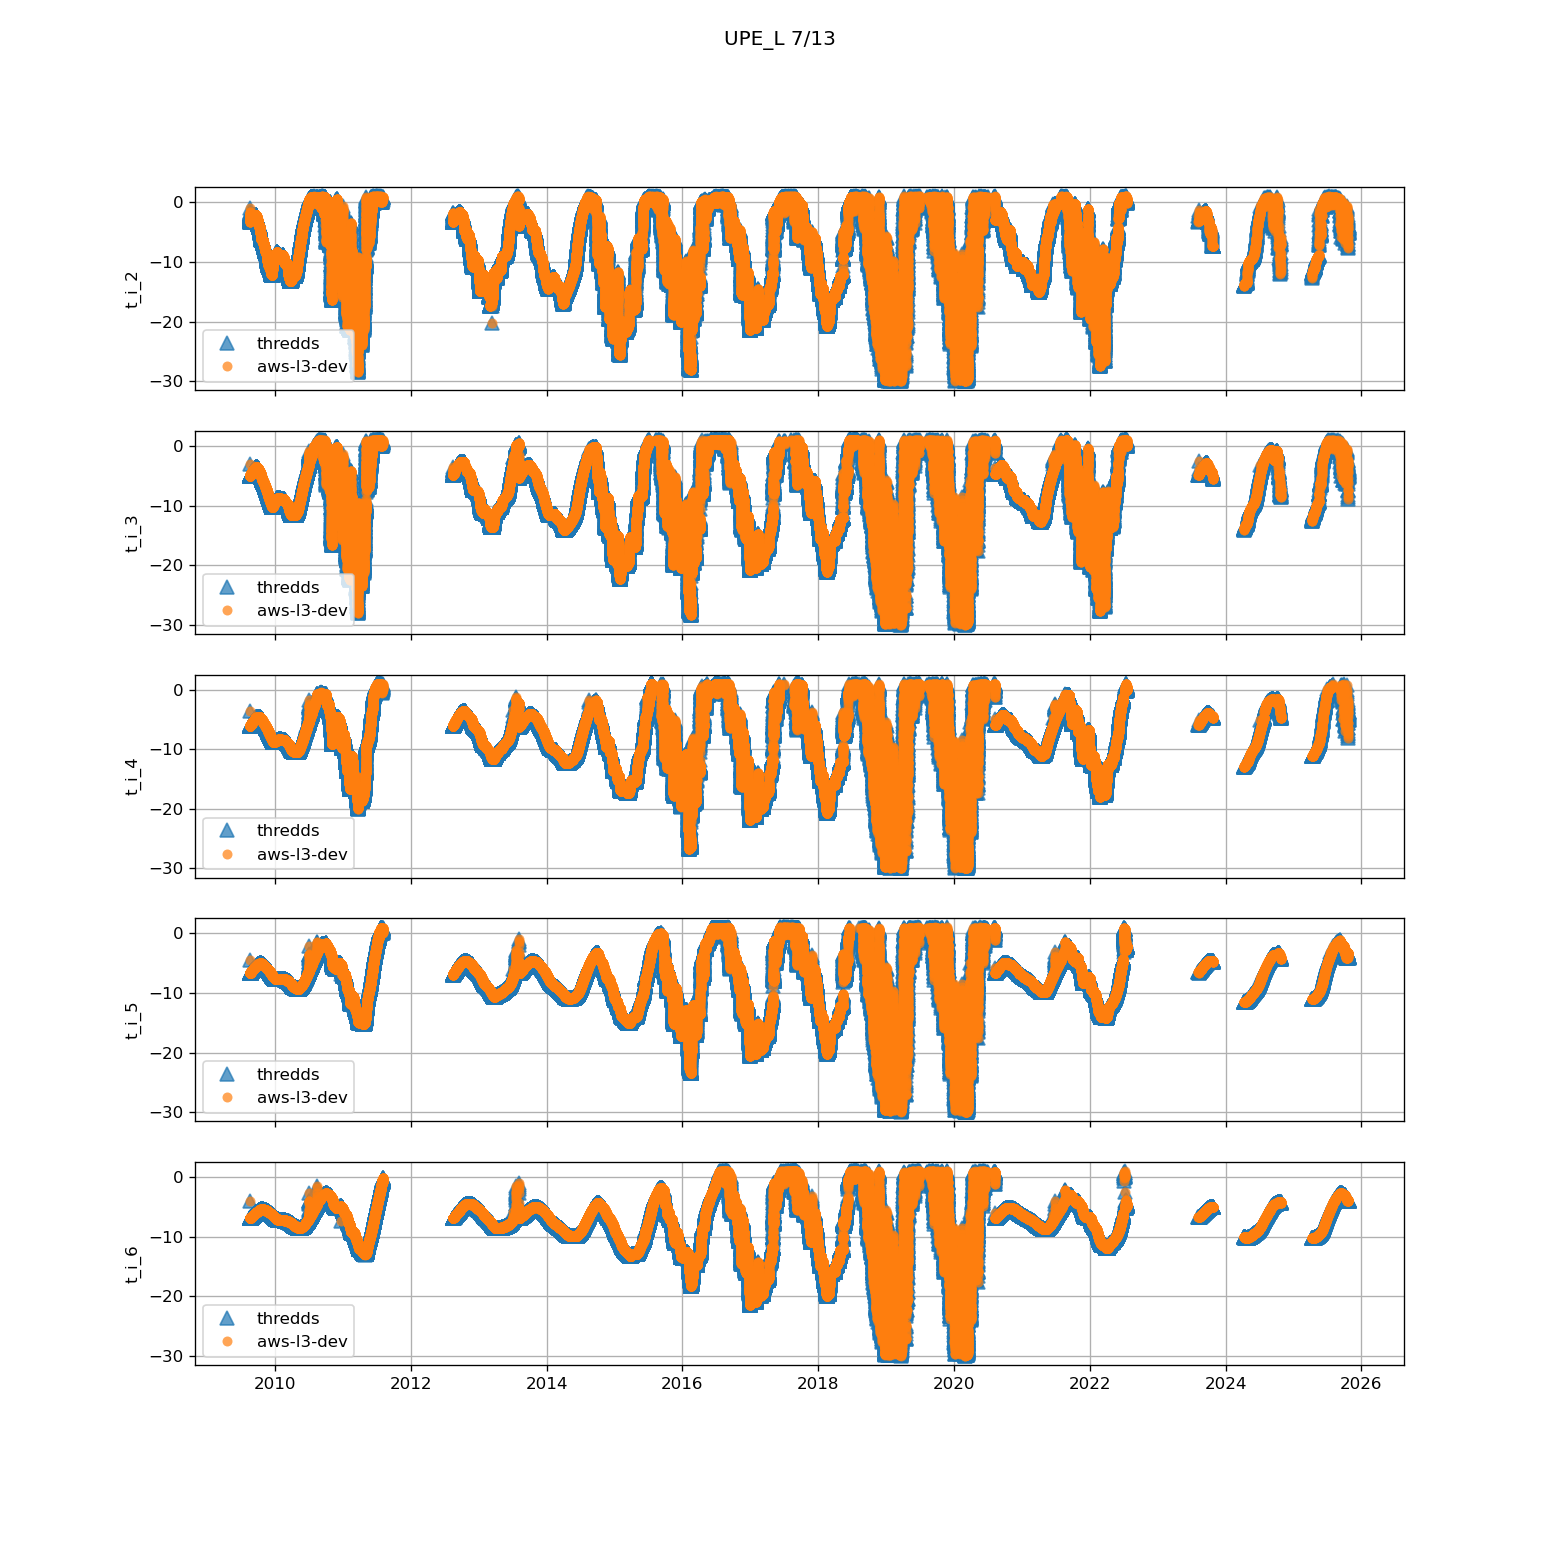 UPE_L 7/13
0
−10
−20
−30
t_i_2
thredds
aws-l3-dev
0
−10
−20
−30
t_i_3
thredds
aws-l3-dev
0
−10
−20
−30
t_i_4
thredds
aws-l3-dev
0
−10
−20
−30
t_i_5
thredds
aws-l3-dev
0
−10
−20
−30
t_i_6
thredds
aws-l3-dev
2010 2012 2014 2016 2018 2020 2022 2024 2026